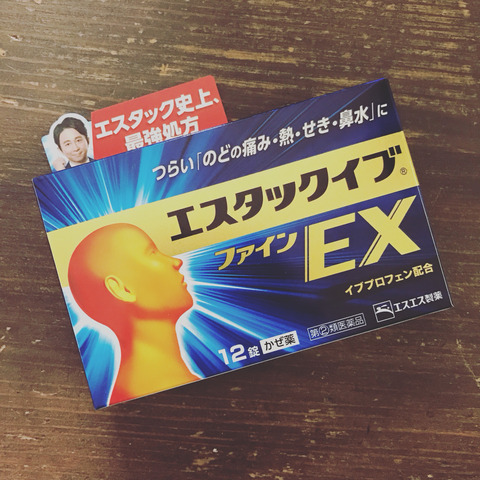 エスタック史上、
最強処方
つらい「のどの痛み・熱・せき・鼻水」に
エスタックイブ®
ファイン EX
イブプロフェン配合
12錠 かぜ薬
指定第②類医薬品
エスエス製薬